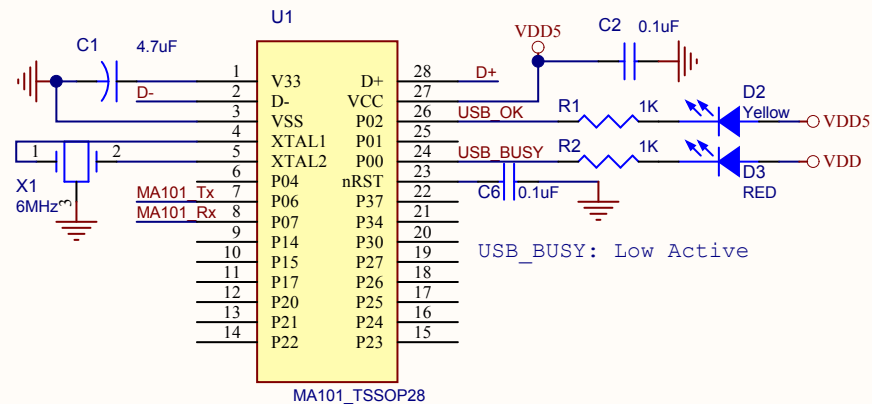 U1
C1 4.7uF
VDD5
C2 0.1uF
1 V33 D+ 28 D+
D- 2 D- VCC 27
3 VSS P02 26 USB_OK R1 1K D2 Yellow VDD5
4 XTAL1 P01 25
1 2 5 XTAL2 P00 24 USB_BUSY R2 1K D3 RED VDD
X1 6MHz 3
6 P04 nRST 23 C6 0.1uF
MA101_Tx 7 P06 P37 22
MA101_Rx 8 P07 P34 21
9 P14 P30 20
10 P15 P27 19
11 P17 P26 18
12 P20 P25 17
13 P21 P24 16
14 P22 P23 15
USB_BUSY: Low Active
MA101_TSSOP28